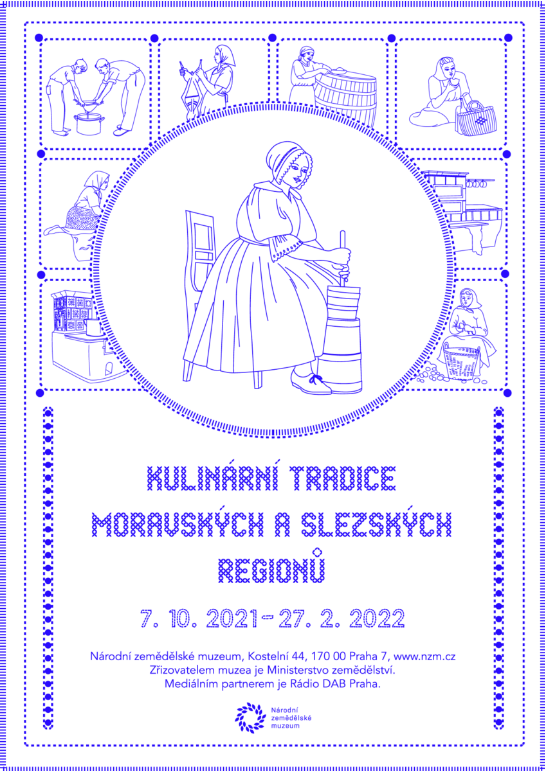 KULINÁRNÍ TRADICE
MORAVSKÝCH A SLEZSKÝCH
REGIONŮ
7. 10. 2021–27. 2. 2022
Národní zemědělské muzeum, Kostelní 44, 170 00 Praha 7, www.nzm.cz
Zřizovatelem muzea je Ministerstvo zemědělství.
Mediálním partnerem je Rádio DAB Praha.
Národní
zemědělské
muzeum